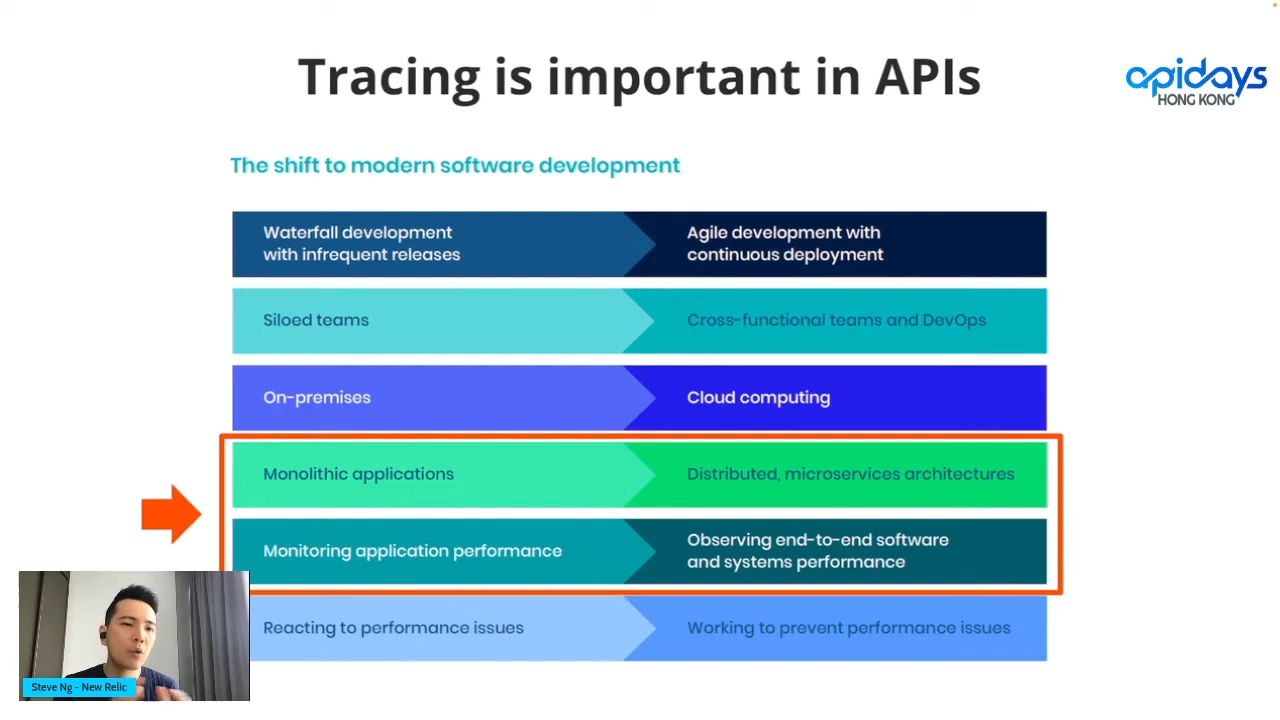 Tracing is important in APIs
apidays
HONG KONG
The shift to modern software development
Waterfall development
with infrequent releases
Agile development with
continuous deployment
Siloed teams
Cross-functional teams and DevOps
On-premises
Cloud computing
Monolithic applications
Distributed, microservices architectures
Monitoring application performance
Observing end-to-end software
and systems performance
Reacting to performance issues
Working to prevent performance issues
Steve Ng - New Relic